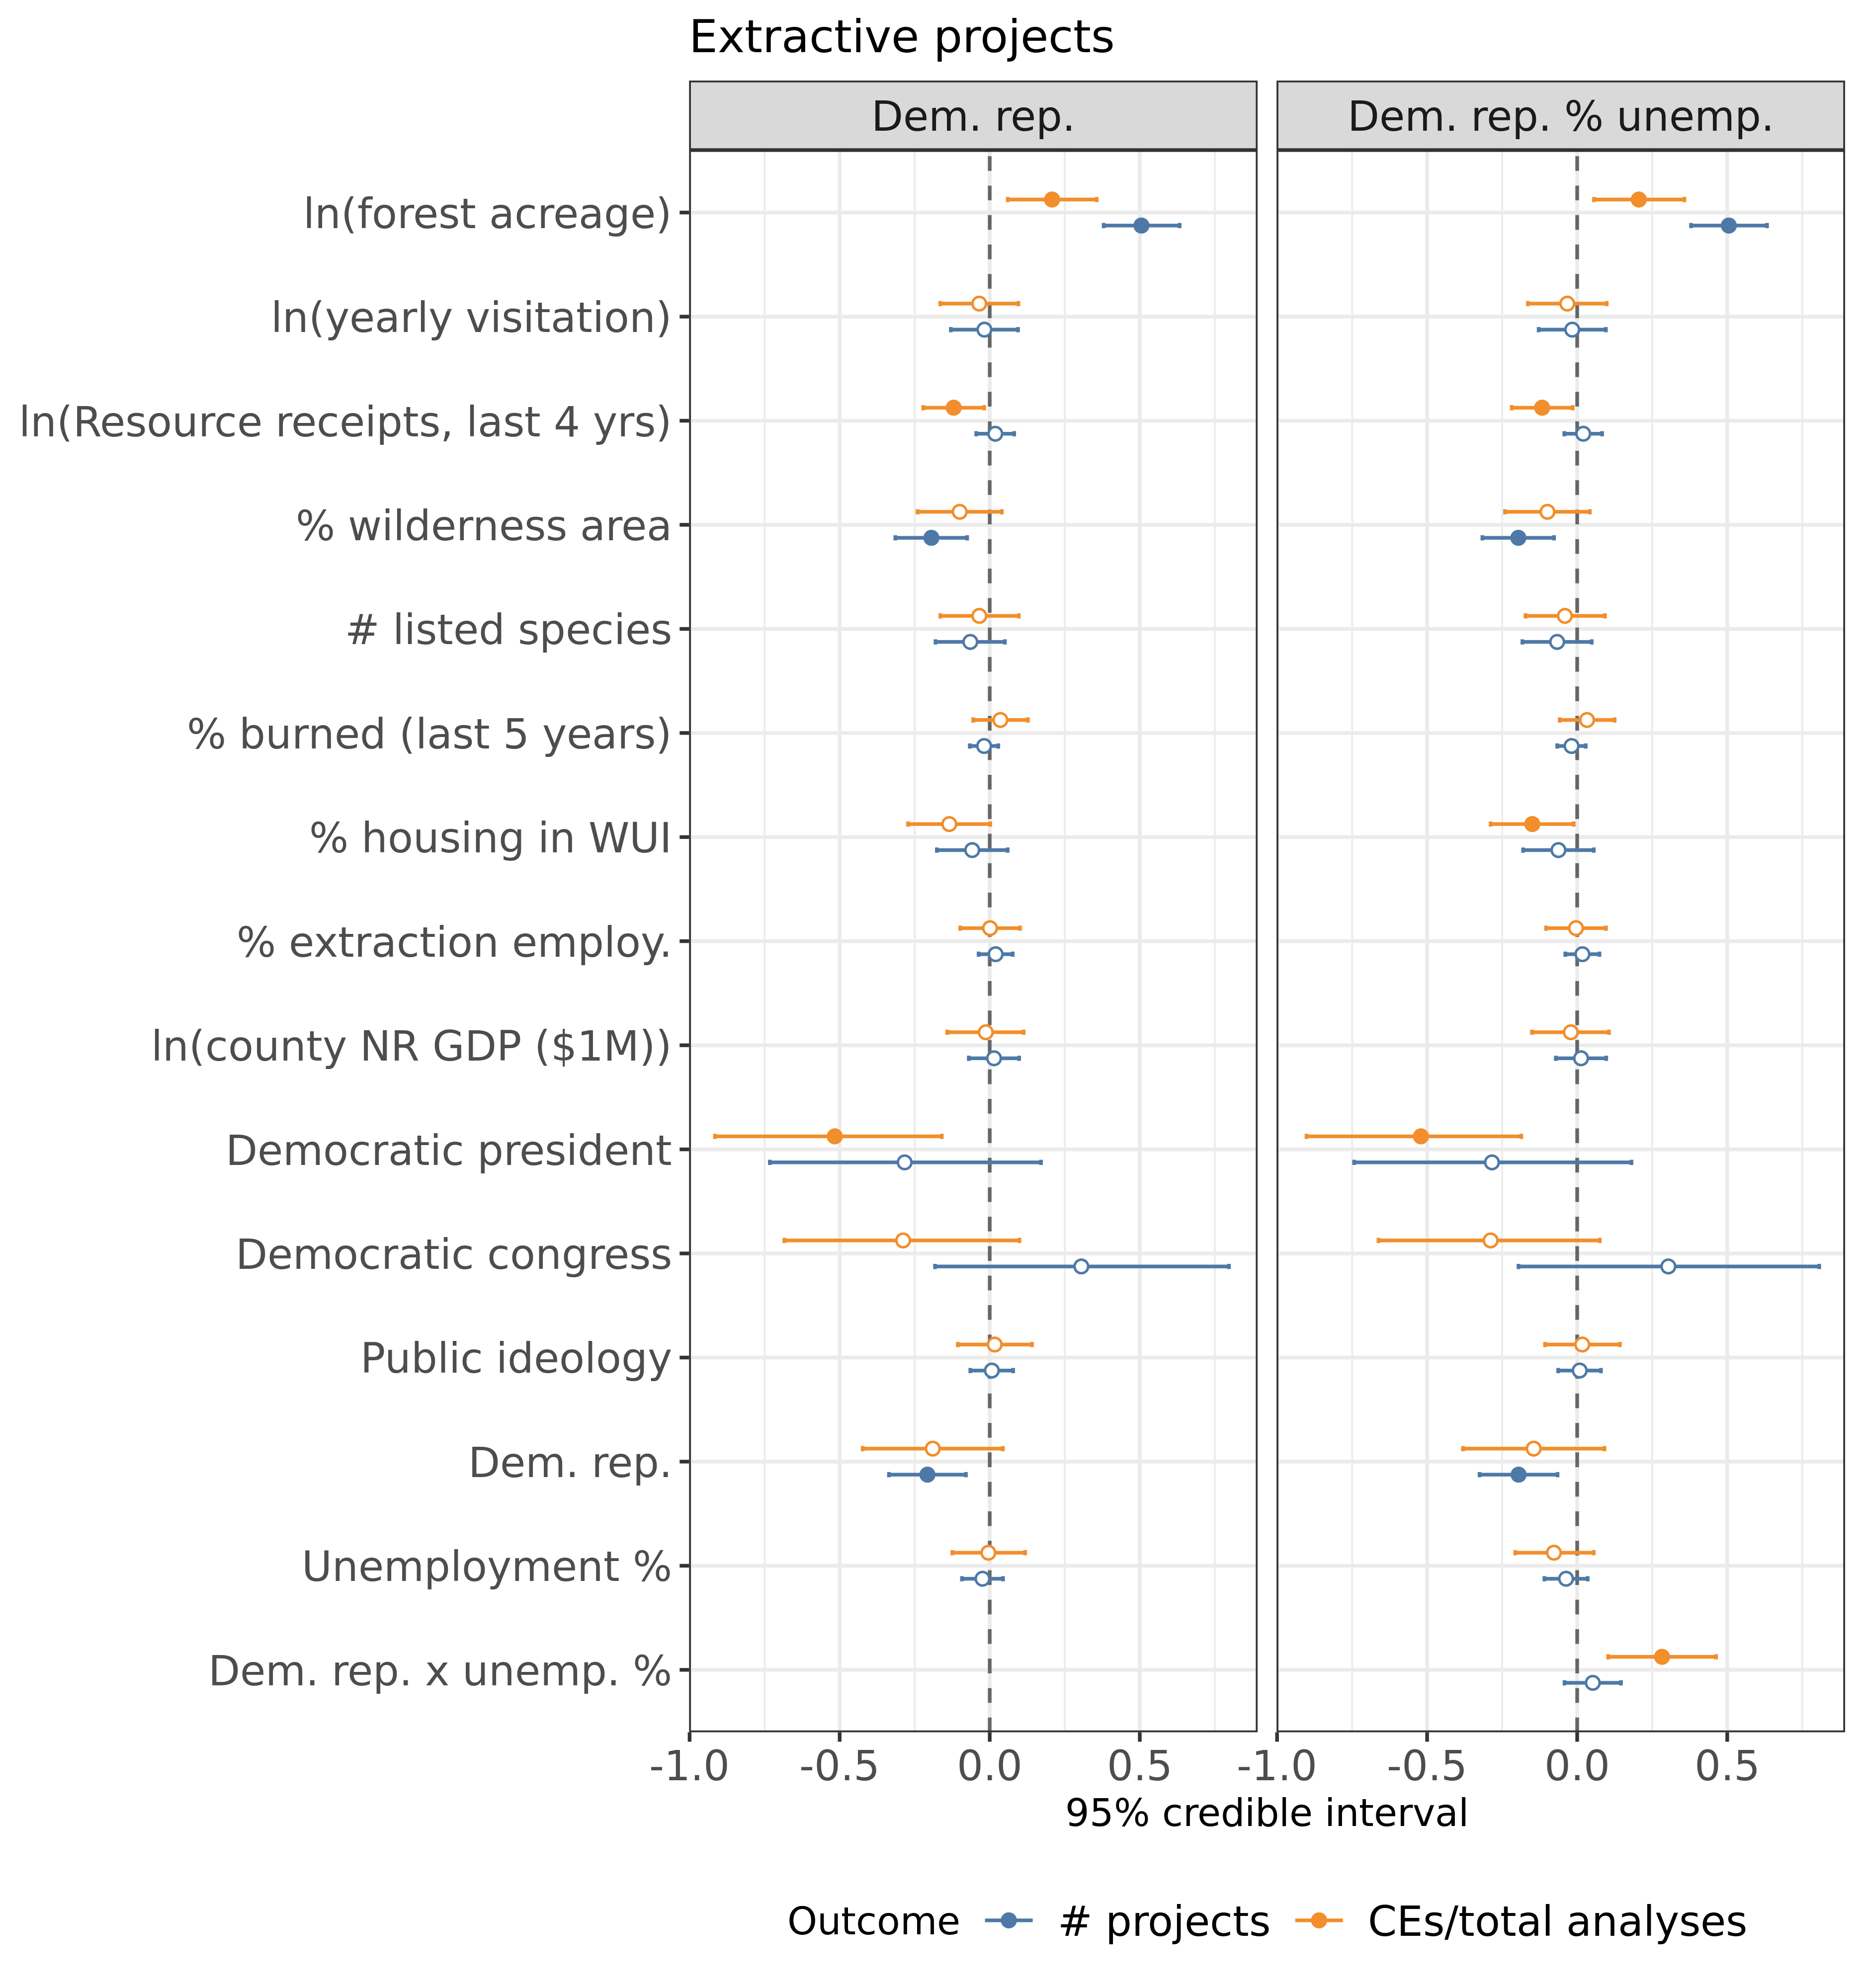 Extractive projects
Dem. rep.
Dem. rep. % unemp.
ln(forest acreage)
ln(yearly visitation)
ln(Resource receipts, last 4 yrs)
% wilderness area
# listed species
% burned (last 5 years)
% housing in WUI
% extraction employ.
ln(county NR GDP ($1M))
Democratic president
Democratic congress
Public ideology
Dem. rep.
Unemployment %
Dem. rep. x unemp. %
-1.0 -0.5 0.0 0.5 -1.0 -0.5 0.0 0.5
95% credible interval
Outcome # projects CEs/total analyses